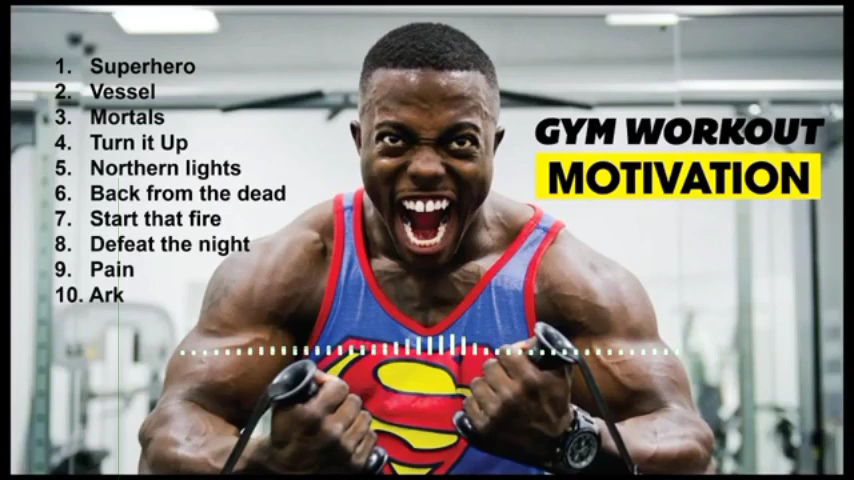 1. Superhero
2. Vessel
3. Mortals
4. Turn it Up
5. Northern lights
6. Back from the dead
7. Start that fire
8. Defeat the night
9. Pain
10. Ark
GYM WORKOUT
MOTIVATION